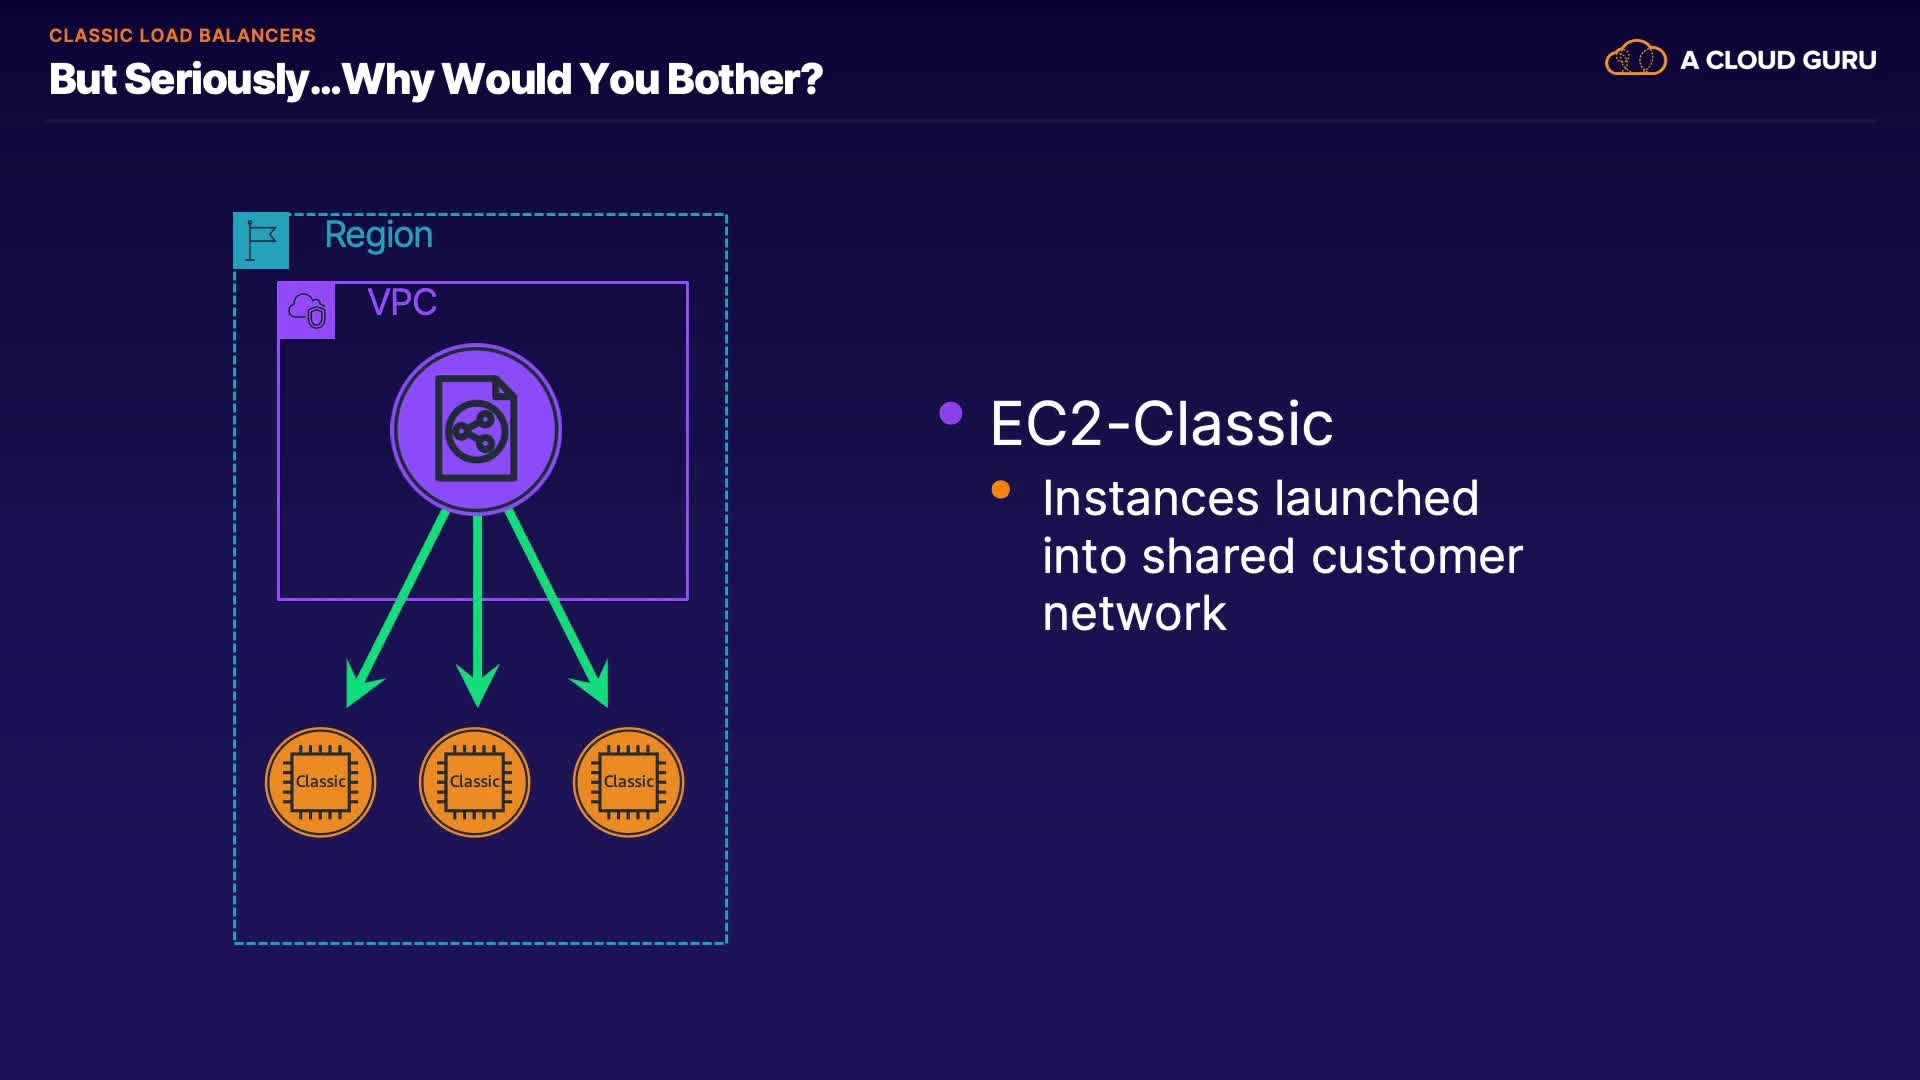 CLASSIC LOAD BALANCERS
But Seriously...Why Would You Bother?
A CLOUD GURU
Region
VPC
Classic
Classic
Classic
EC2-Classic
Instances launched
into shared customer
network